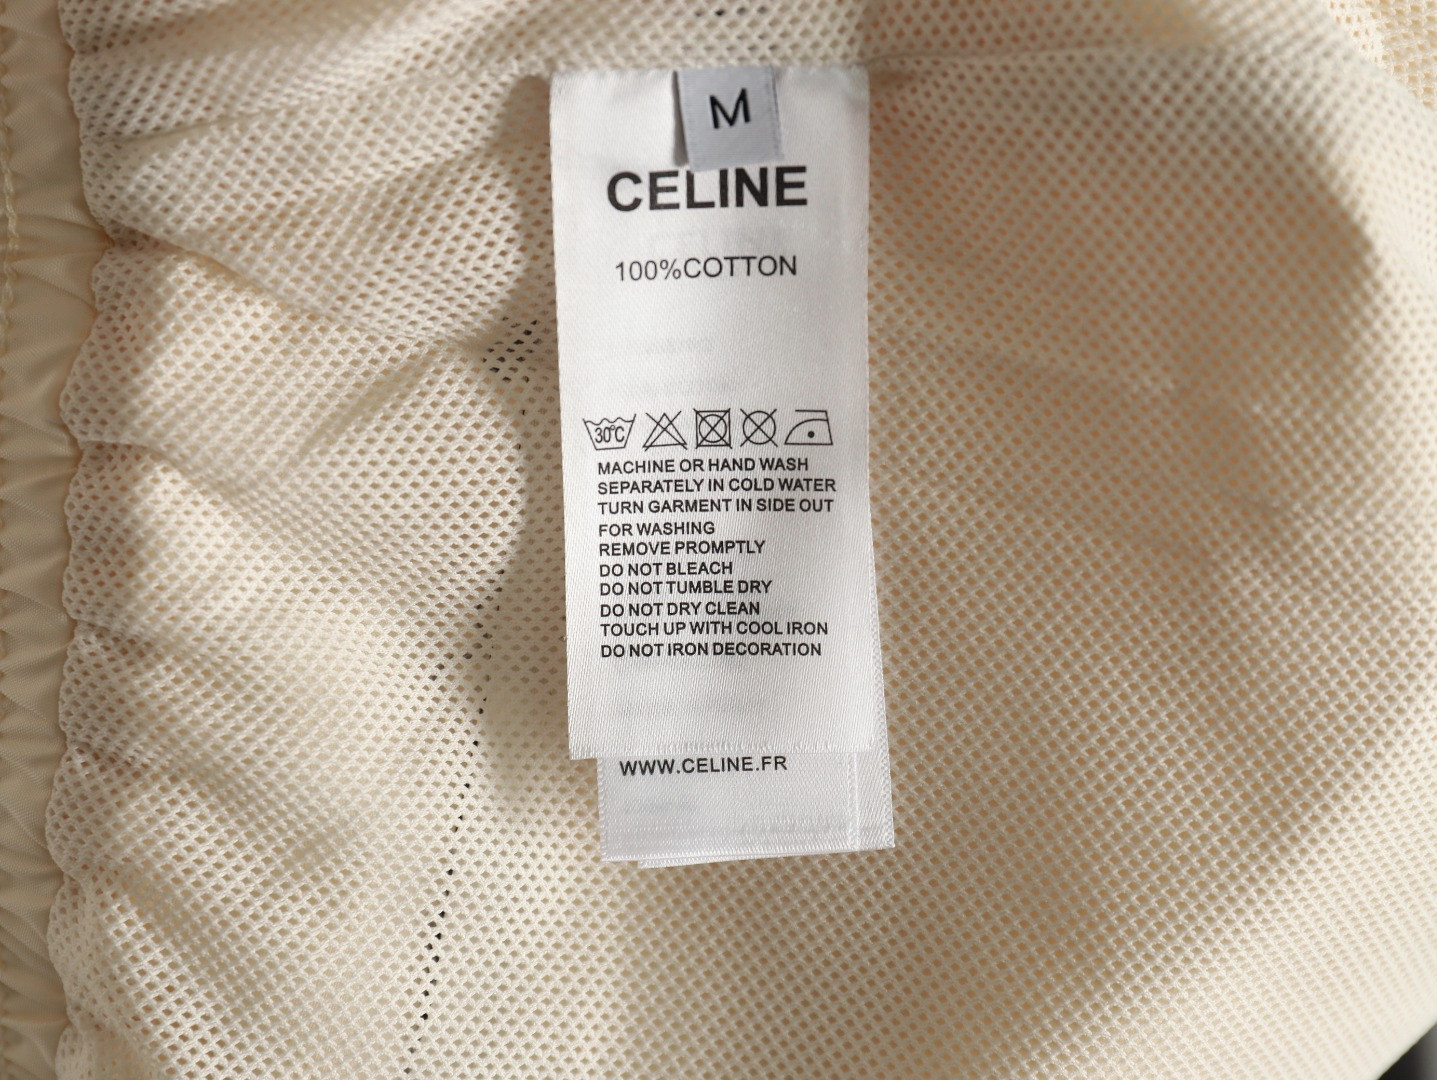 M
CELINE
100%COTTON
30°C
MACHINE OR HAND WASH
SEPARATELY IN COLD WATER
TURN GARMENT IN SIDE OUT
FOR WASHING
REMOVE PROMPTLY
DO NOT BLEACH
DO NOT TUMBLE DRY
DO NOT DRY CLEAN
TOUCH UP WITH COOL IRON
DO NOT IRON DECORATION
WWW.CELINE.FR